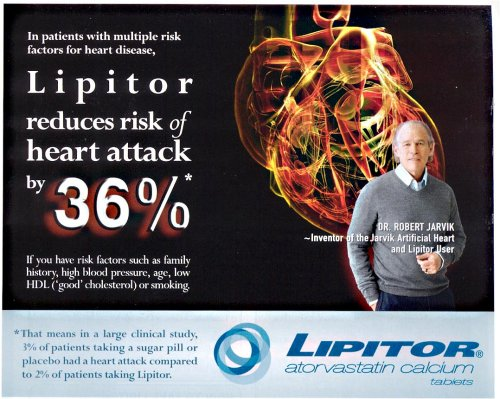 In patients with multiple risk
factors for heart disease,
Lipitor
reduces risk of
heart attack
by 36%*
If you have risk factors such as family
history, high blood pressure, age, low
HDL ('good' cholesterol) or smoking.
DR. ROBERT JARVIK
~Inventor of the Jarvik Artificial Heart
and Lipitor User
*That means in a large clinical study,
3% of patients taking a sugar pill or
placebo had a heart attack compared
to 2% of patients taking Lipitor.
LIPITOR®
atorvastatin calcium
tablets